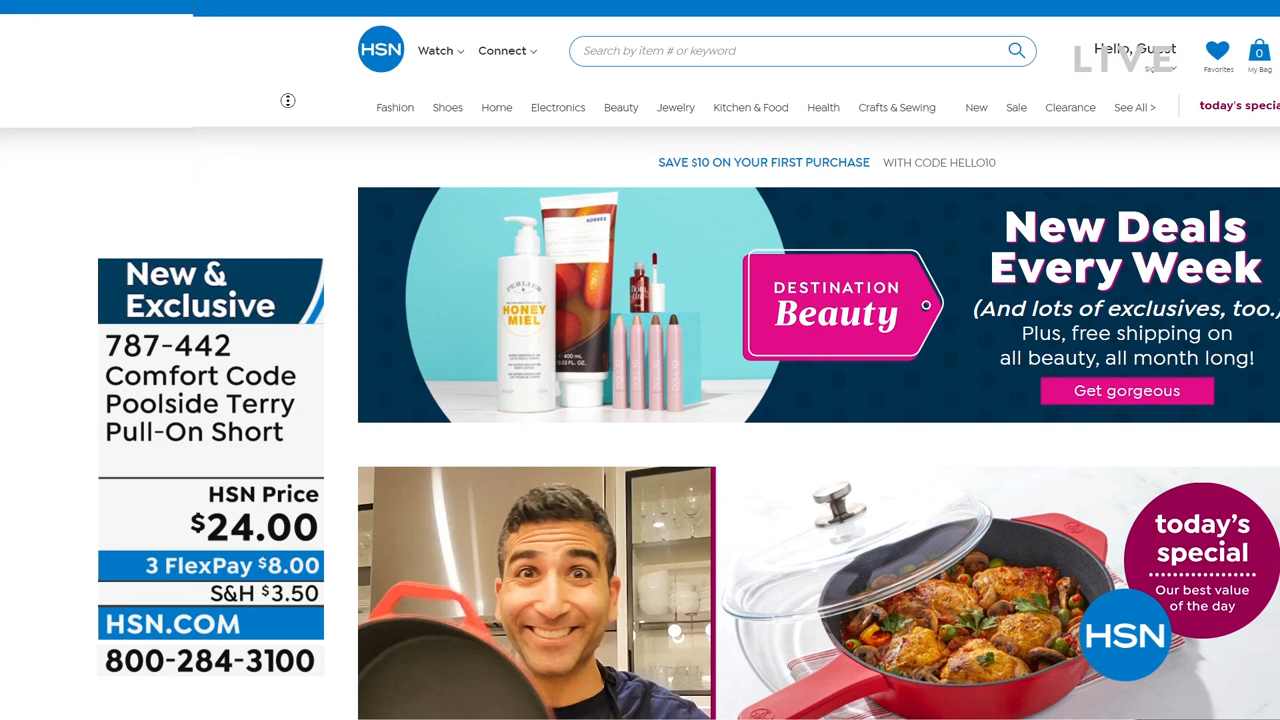 HSN
Watch
Connect
Search by item # or keyword
Hello, Guest
LIVE
Favorites
0
My Bag
Fashion
Shoes
Home
Electronics
Beauty
Jewelry
Kitchen & Food
Health
Crafts & Sewing
New
Sale
Clearance
See All >
today's specia
SAVE $10 ON YOUR FIRST PURCHASE WITH CODE HELLO10
KORRES
PERLIER
HONEY
MIEL
DESTINATION
Beauty
New Deals
Every Week
(And lots of exclusives, too.)
Plus, free shipping on
all beauty, all month long!
Get gorgeous
New &
Exclusive
787-442
Comfort Code
Poolside Terry
Pull-On Short
HSN Price
$24.00
3 FlexPay $8.00
S&H $3.50
HSN.COM
800-284-3100
today's
special
Our best value
of the day
HSN